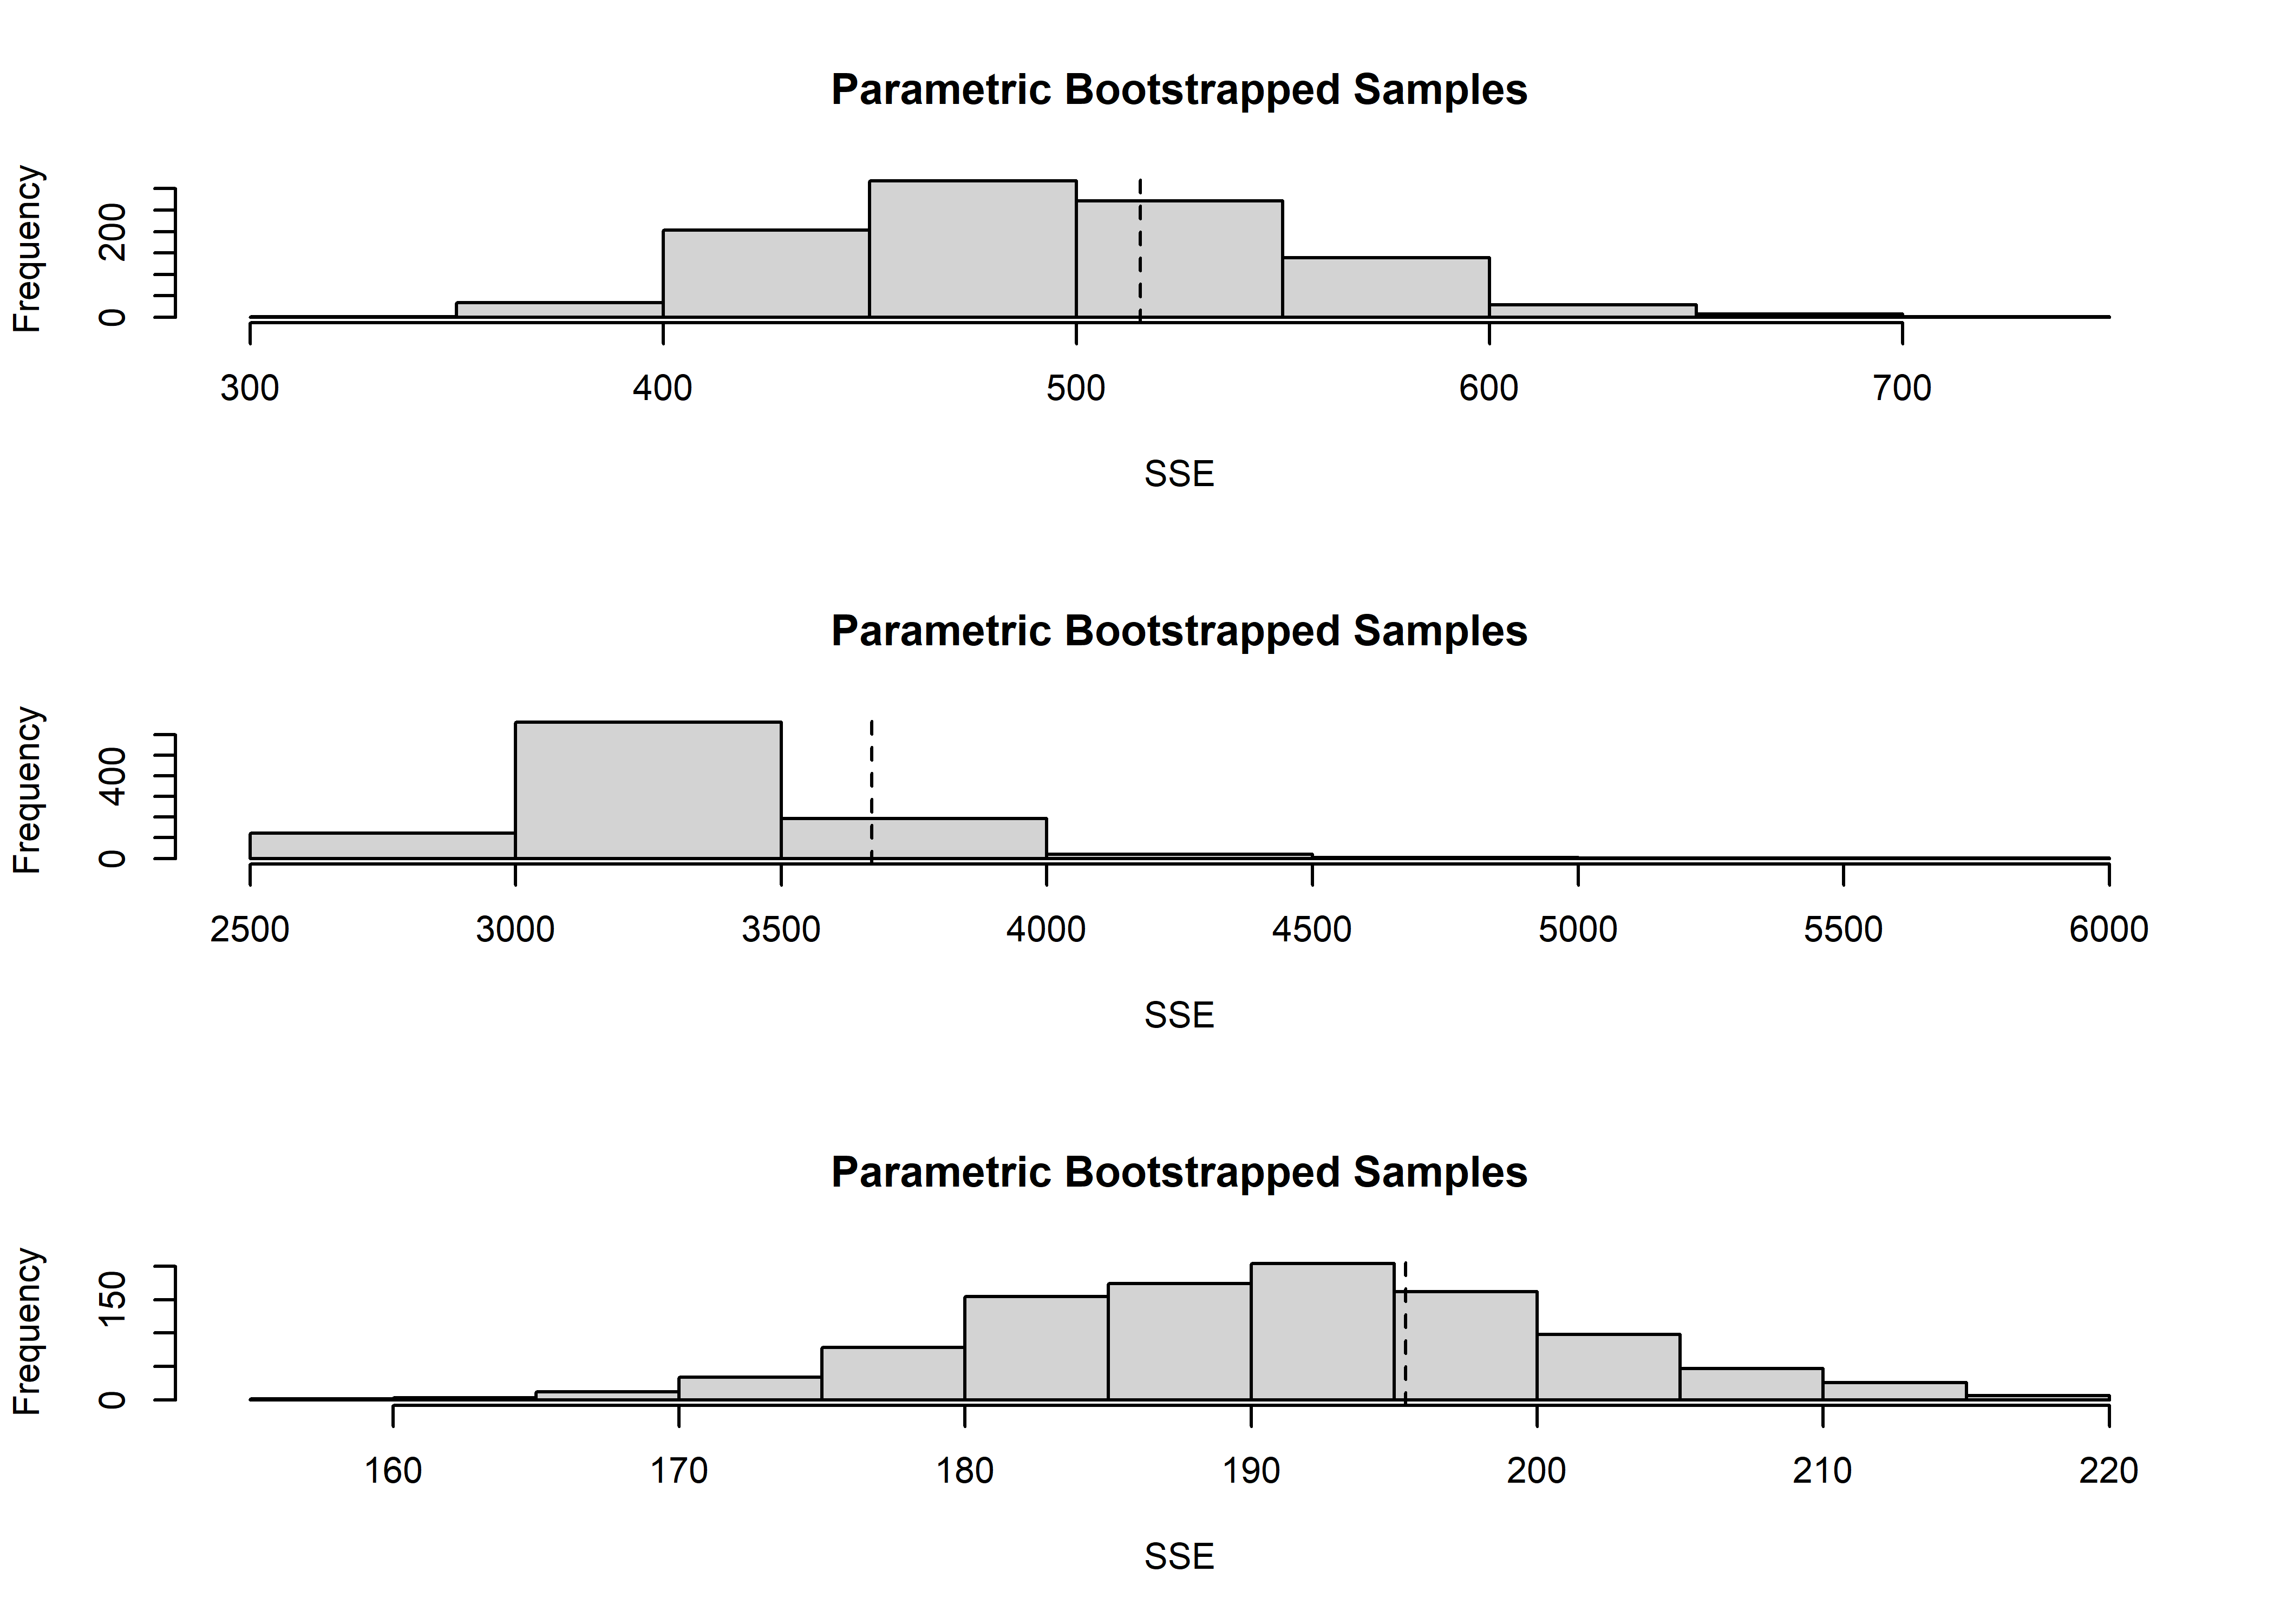 Parametric Bootstrapped Samples
Frequency
0 200
300 400 500 600 700
SSE
Parametric Bootstrapped Samples
Frequency
0 400
2500 3000 3500 4000 4500 5000 5500 6000
SSE
Parametric Bootstrapped Samples
Frequency
0 150
160 170 180 190 200 210 220
SSE